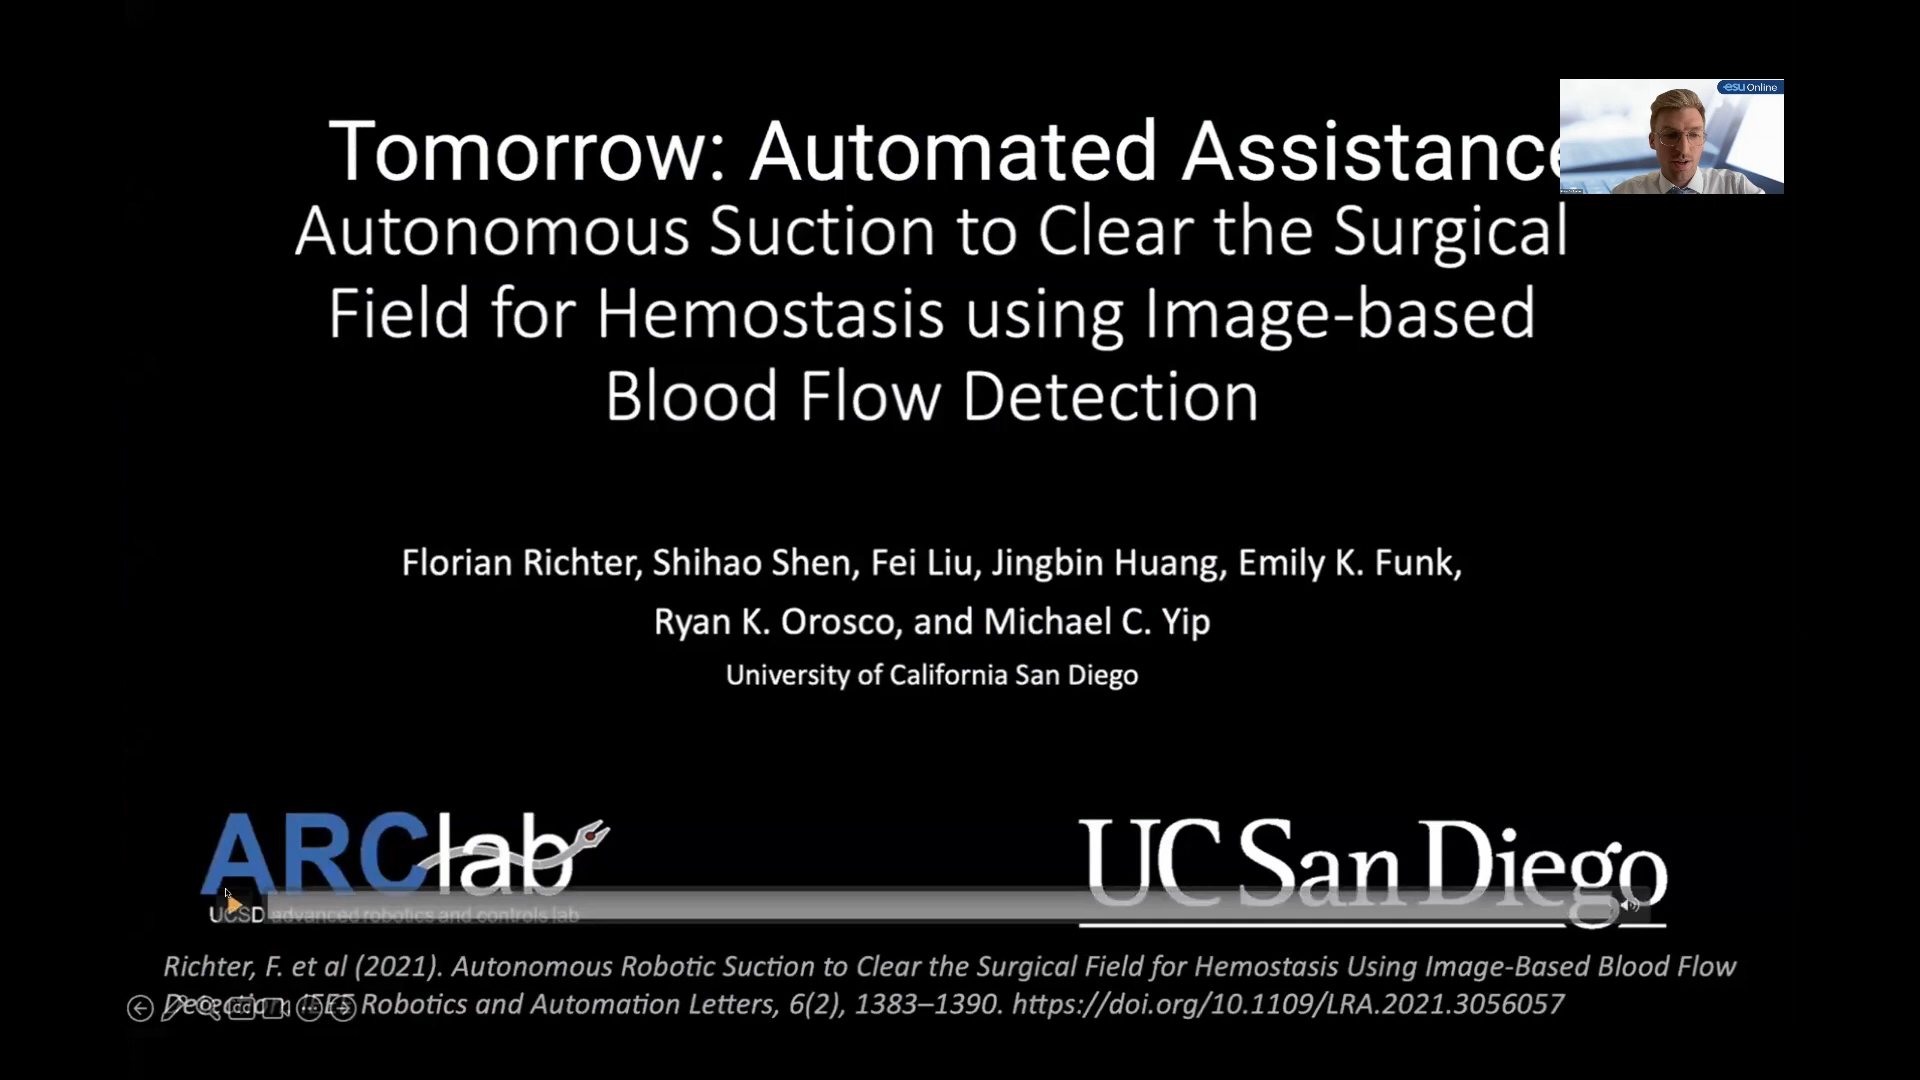 esu Online
Tomorrow: Automated Assistance
Autonomous Suction to Clear the Surgical
Field for Hemostasis using Image-based
Blood Flow Detection
Florian Richter, Shihao Shen, Fei Liu, Jingbin Huang, Emily K. Funk,
Ryan K. Orosco, and Michael C. Yip
University of California San Diego
ARClab
UCSD advanced robotics and controls lab
UC San Diego
Richter, F. et al (2021). Autonomous Robotic Suction to Clear the Surgical Field for Hemostasis Using Image-Based Blood Flow
Detection. IEEE Robotics and Automation Letters, 6(2), 1383–1390. https://doi.org/10.1109/LRA.2021.3056057